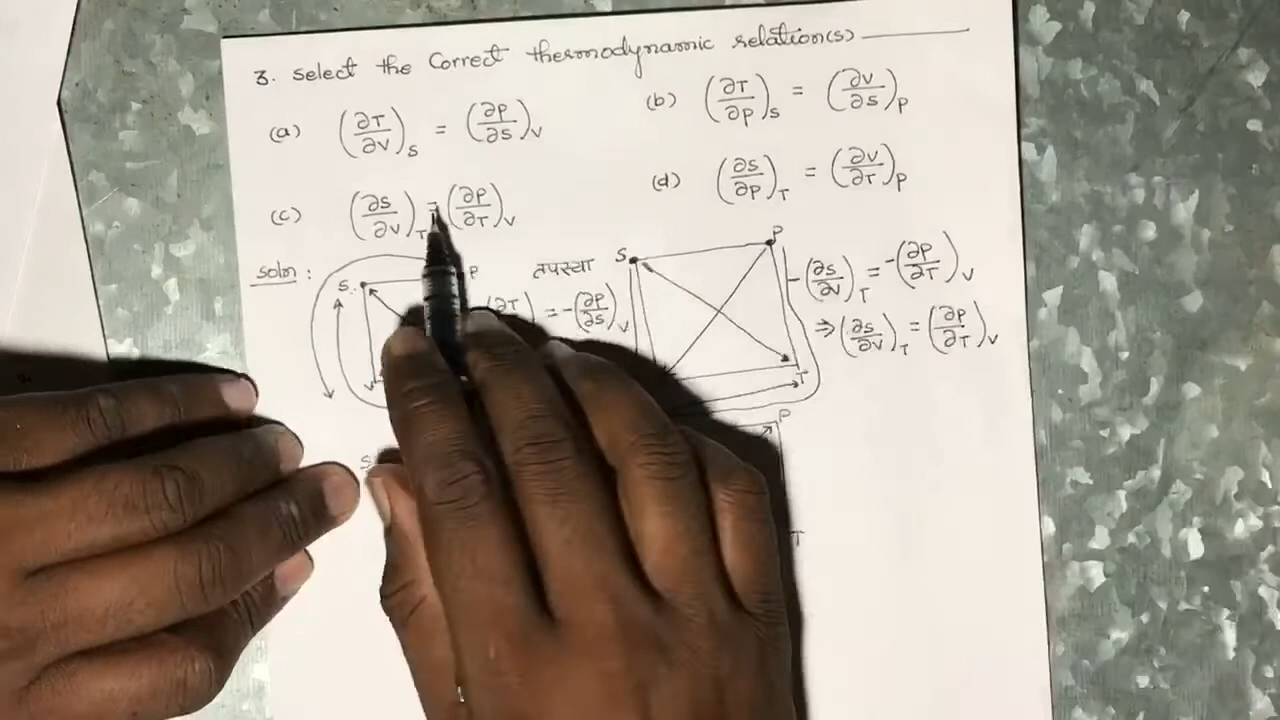 3. Select the Correct thermodynamic relation(s) ______
(a) (∂T/∂V)_S = (∂P/∂S)_V (b) (∂T/∂P)_S = (∂V/∂S)_P
(c) (∂S/∂V)_T = (∂P/∂T)_V (d) (∂S/∂P)_T = (∂V/∂T)_P
Soln :
S P
तपस्या
(∂T = -(∂P/∂S)_V
S P
T
-(∂S/∂V)_T = -(∂P/∂T)_V
⇒ (∂S/∂V)_T = (∂P/∂T)_V
S P
T